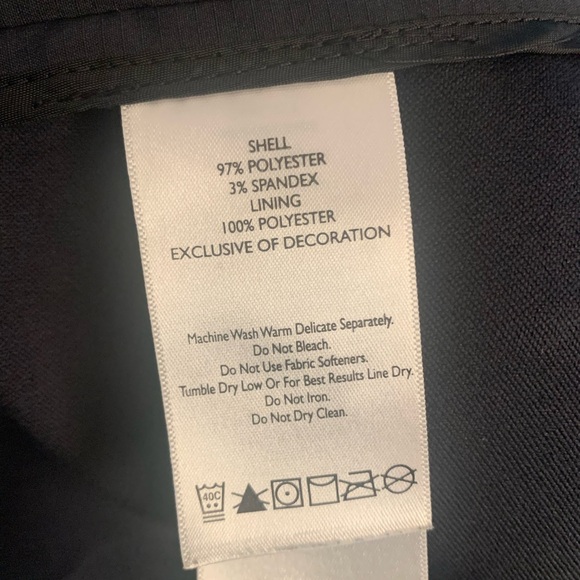 SHELL
97% POLYESTER
3% SPANDEX
LINING
100% POLYESTER
EXCLUSIVE OF DECORATION
Machine Wash Warm Delicate Separately.
Do Not Bleach.
Do Not Use Fabric Softeners.
Tumble Dry Low Or For Best Results Line Dry.
Do Not Iron.
Do Not Dry Clean.
40C